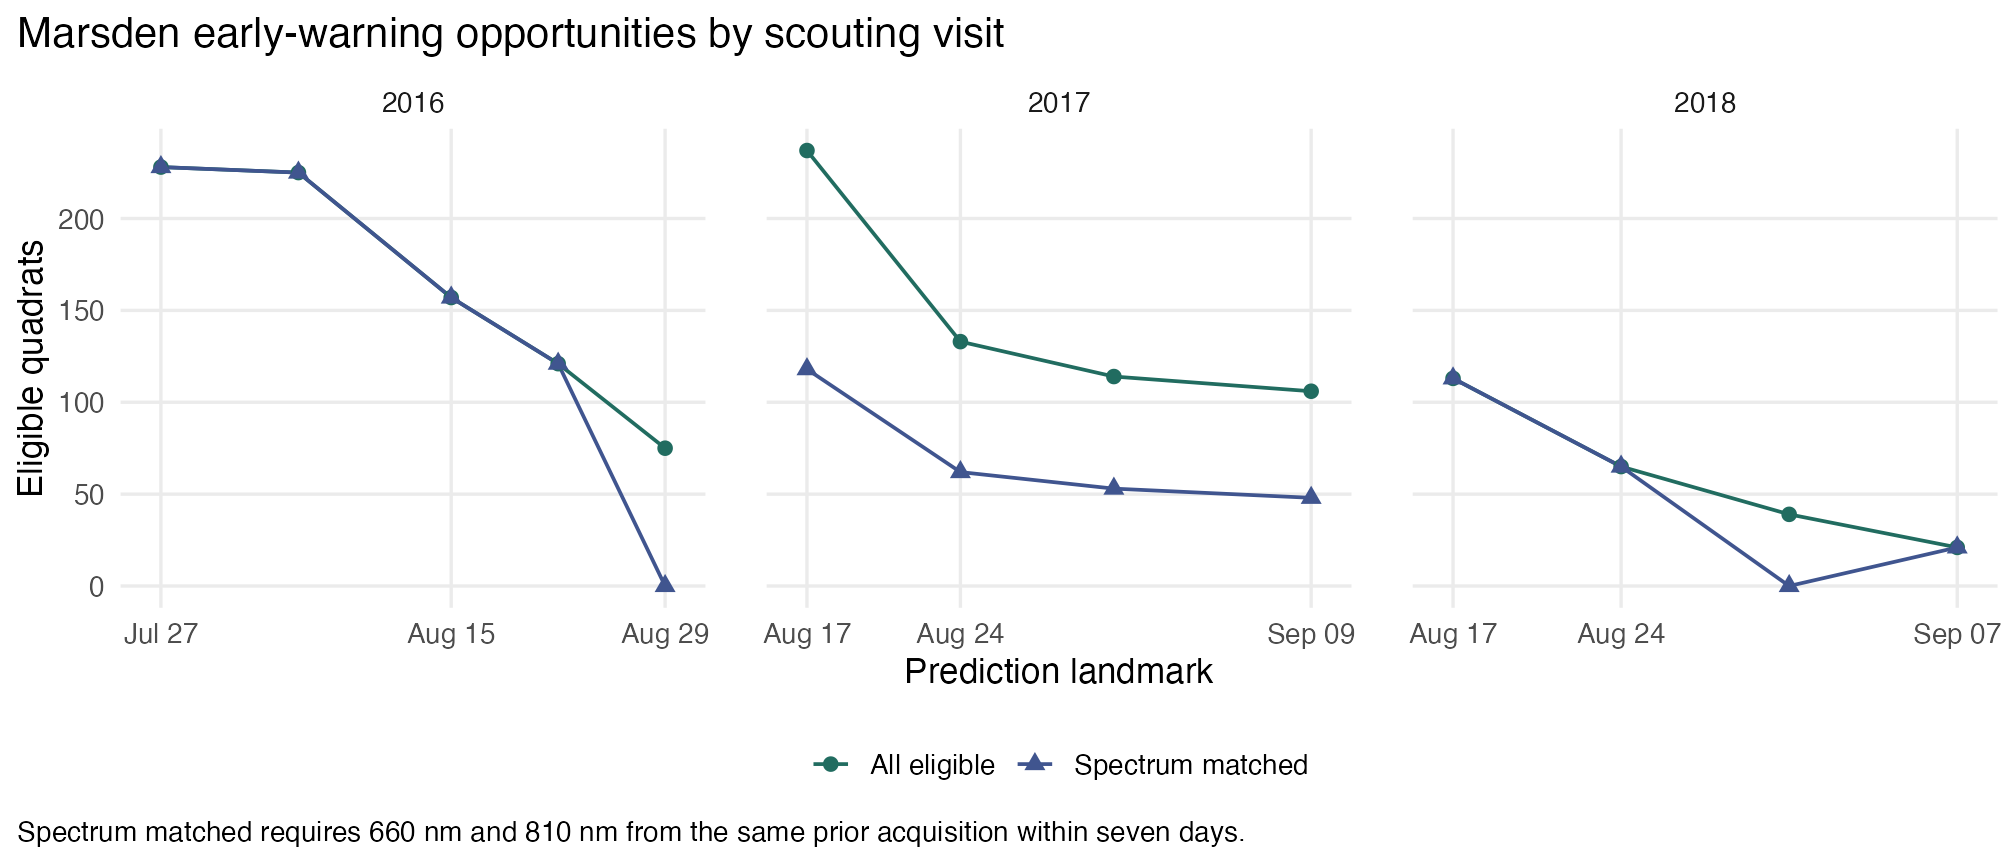 Marsden early-warning opportunities by scouting visit
2016
2017
2018
Eligible quadrats
200
150
100
50
0
Jul 27
Aug 15
Aug 29
Aug 17
Aug 24
Sep 09
Aug 17
Aug 24
Sep 07
Prediction landmark
All eligible
Spectrum matched
Spectrum matched requires 660 nm and 810 nm from the same prior acquisition within seven days.